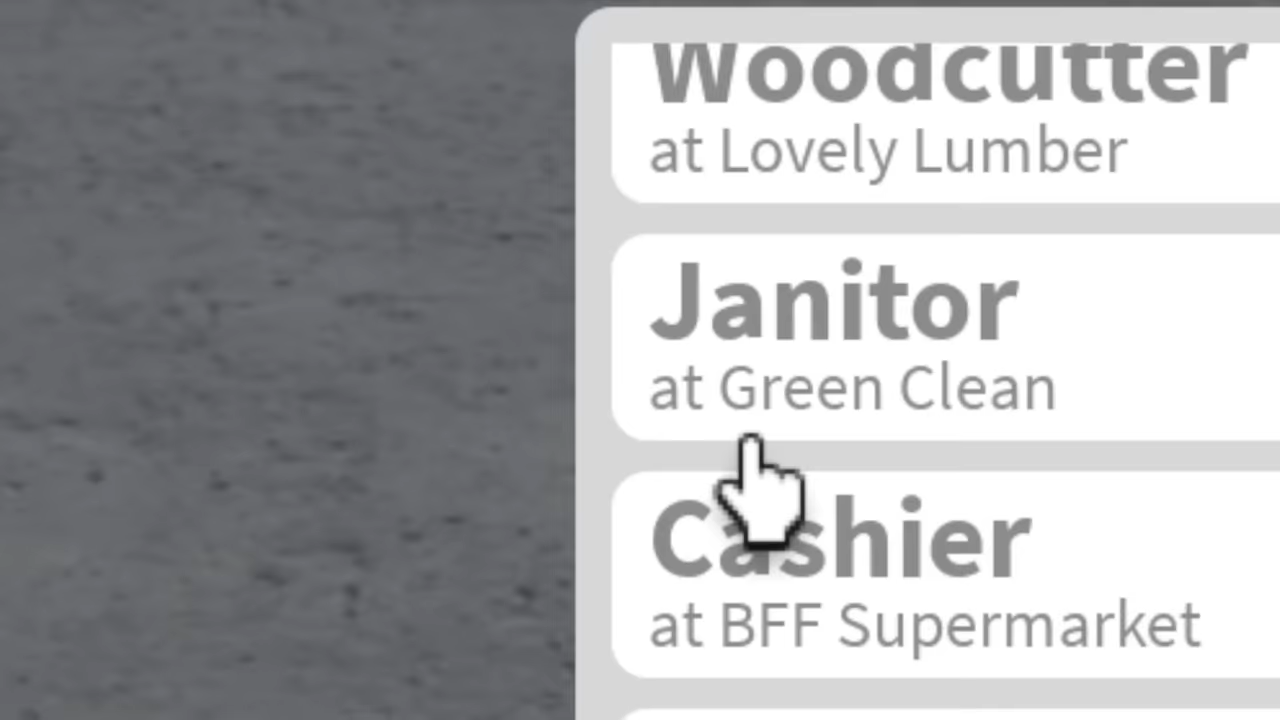 Woodcutter
at Lovely Lumber
Janitor
at Green Clean
Cashier
at BFF Supermarket